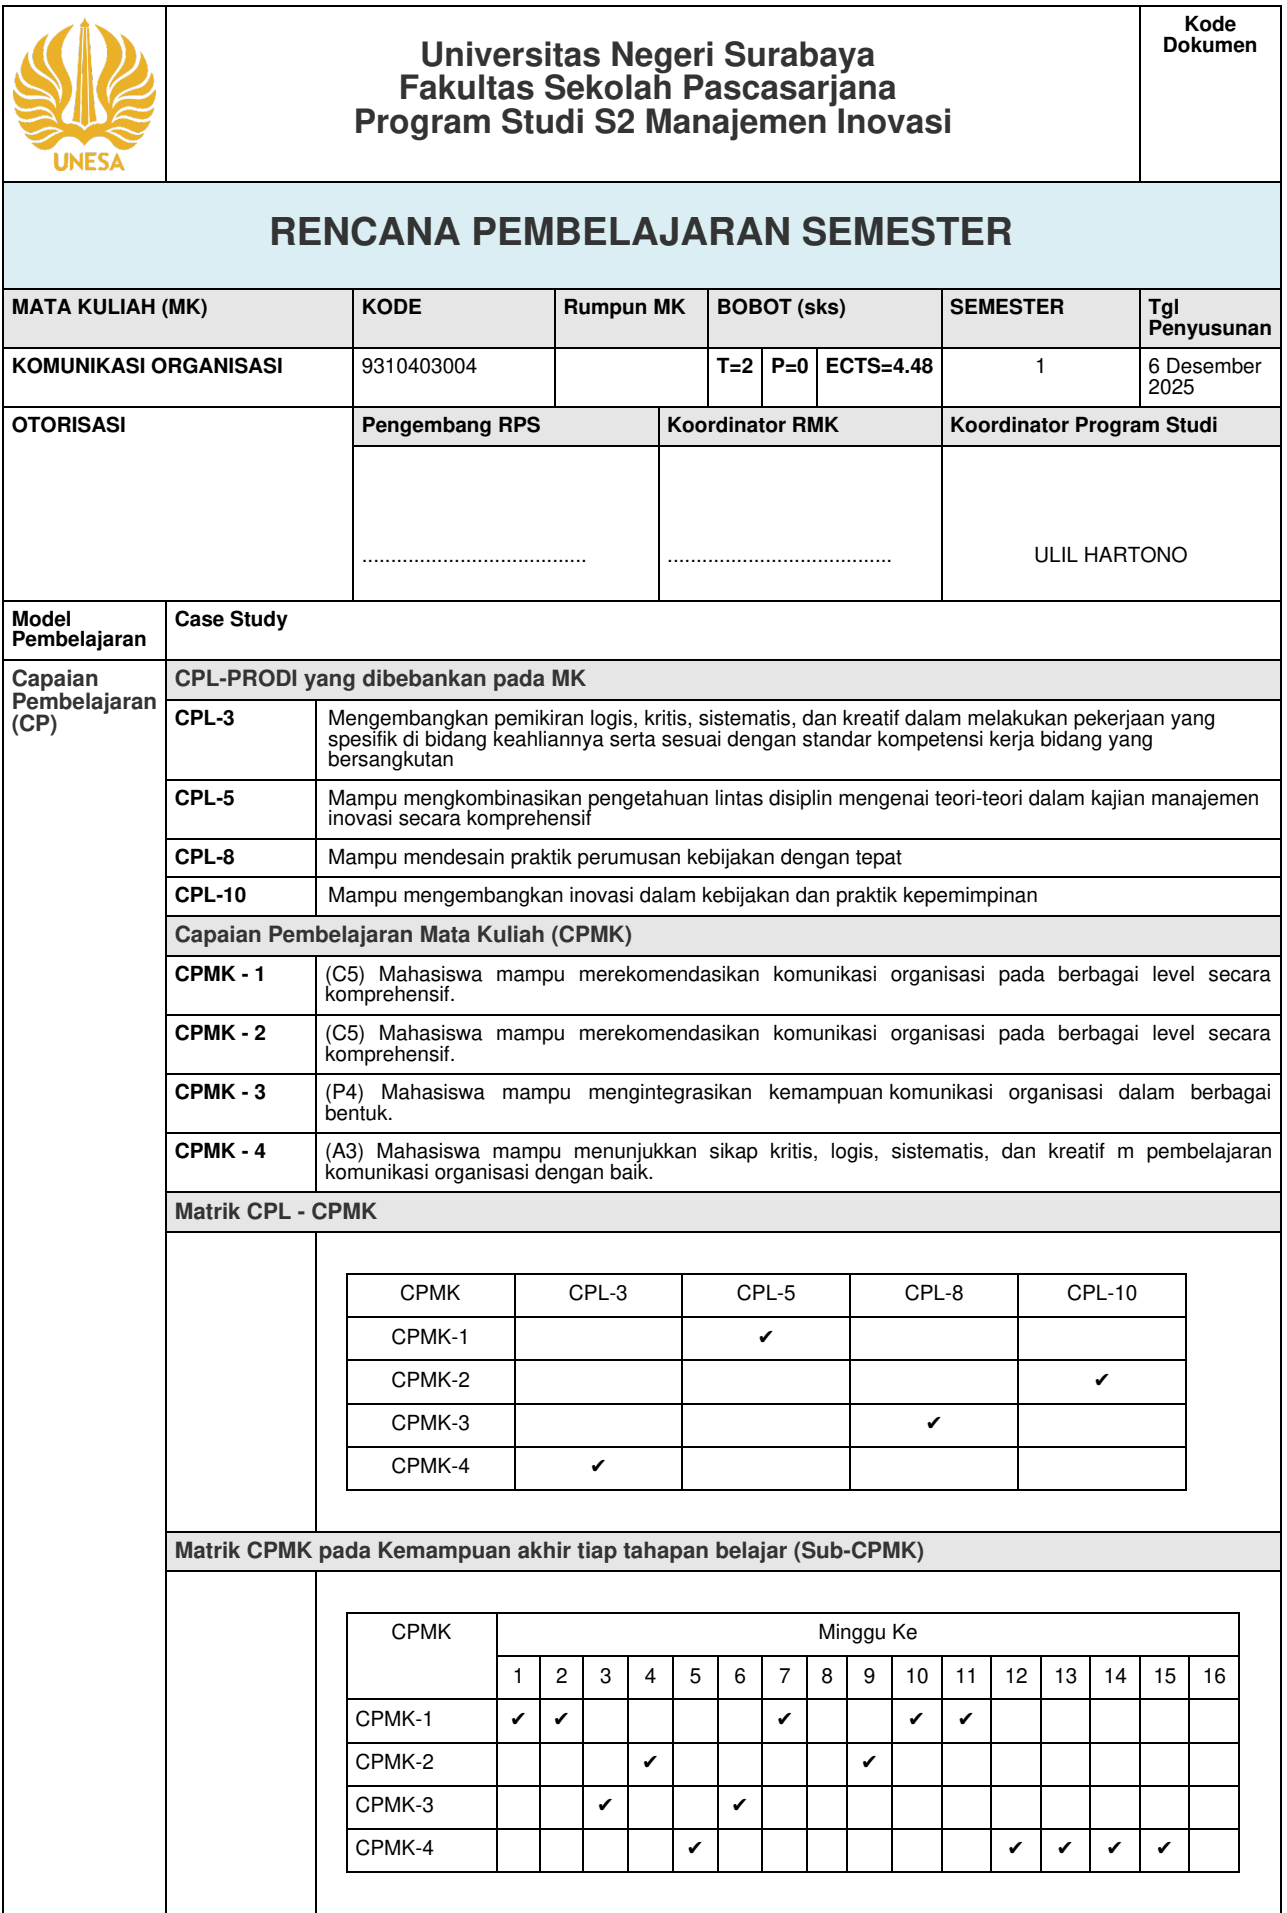 UNESA
Universitas Negeri Surabaya
Fakultas Sekolah Pascasarjana
Program Studi S2 Manajemen Inovasi
Kode
Dokumen
RENCANA PEMBELAJARAN SEMESTER
MATA KULIAH (MK) KODE Rumpun MK BOBOT (sks) SEMESTER Tgl
Penyusunan
KOMUNIKASI ORGANISASI 9310403004 T=2 P=0 ECTS=4.48 1 6 Desember
2025
OTORISASI Pengembang RPS Koordinator RMK Koordinator Program Studi
....................................... ....................................... ULIL HARTONO
Model
Pembelajaran
Case Study
Capaian
Pembelajaran
(CP)
CPL-PRODI yang dibebankan pada MK
CPL-3 Mengembangkan pemikiran logis, kritis, sistematis, dan kreatif dalam melakukan pekerjaan yang
spesifik di bidang keahliannya serta sesuai dengan standar kompetensi kerja bidang yang
bersangkutan
CPL-5 Mampu mengkombinasikan pengetahuan lintas disiplin mengenai teori-teori dalam kajian manajemen
inovasi secara komprehensif
CPL-8 Mampu mendesain praktik perumusan kebijakan dengan tepat
CPL-10 Mampu mengembangkan inovasi dalam kebijakan dan praktik kepemimpinan
Capaian Pembelajaran Mata Kuliah (CPMK)
CPMK - 1 (C5) Mahasiswa mampu merekomendasikan komunikasi organisasi pada berbagai level secara
komprehensif.
CPMK - 2 (C5) Mahasiswa mampu merekomendasikan komunikasi organisasi pada berbagai level secara
komprehensif.
CPMK - 3 (P4) Mahasiswa mampu mengintegrasikan kemampuan komunikasi organisasi dalam berbagai
bentuk.
CPMK - 4 (A3) Mahasiswa mampu menunjukkan sikap kritis, logis, sistematis, dan kreatif m pembelajaran
komunikasi organisasi dengan baik.
Matrik CPL - CPMK
CPMK CPL-3 CPL-5 CPL-8 CPL-10
CPMK-1 ✔
CPMK-2 ✔
CPMK-3 ✔
CPMK-4 ✔
Matrik CPMK pada Kemampuan akhir tiap tahapan belajar (Sub-CPMK)
CPMK Minggu Ke
1 2 3 4 5 6 7 8 9 10 11 12 13 14 15 16
CPMK-1 ✔ ✔ ✔ ✔ ✔
CPMK-2 ✔ ✔
CPMK-3 ✔ ✔
CPMK-4 ✔ ✔ ✔ ✔ ✔